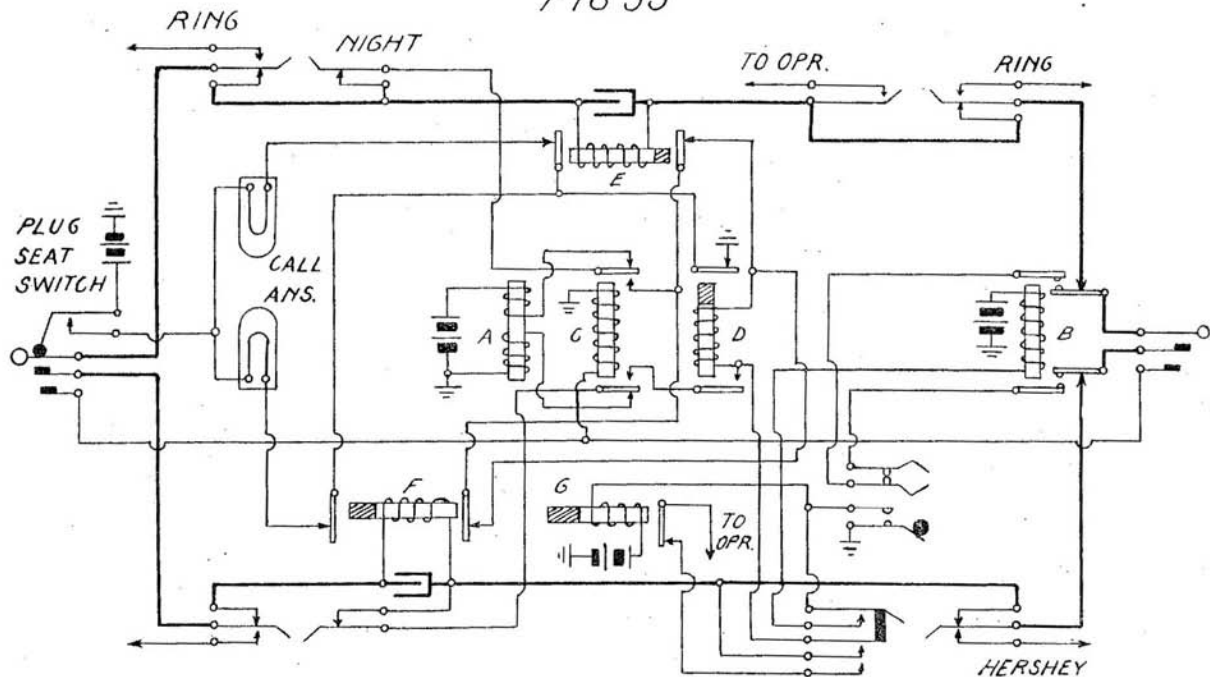 RING
NIGHT
TO OPR.
RING
E
PLUG
SEAT
SWITCH
CALL
ANS.
A
C
D
B
F
G
TO
OPR.
HERSHEY